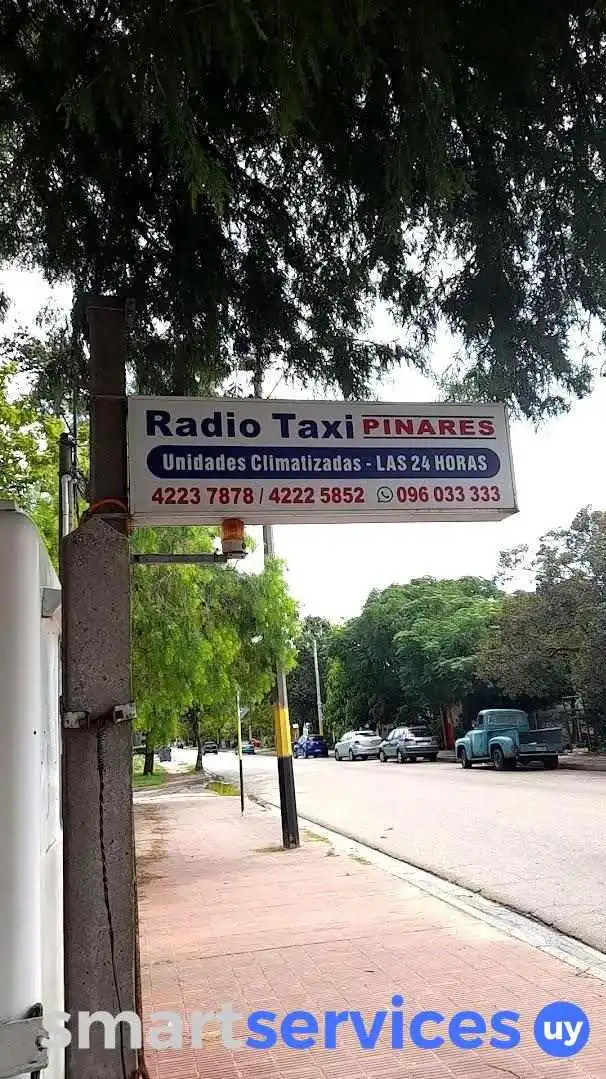 Radio Taxi PINARES
Unidades Climatizadas - LAS 24 HORAS
4223 7878 / 4222 5852 096 033 333
smartservices uy